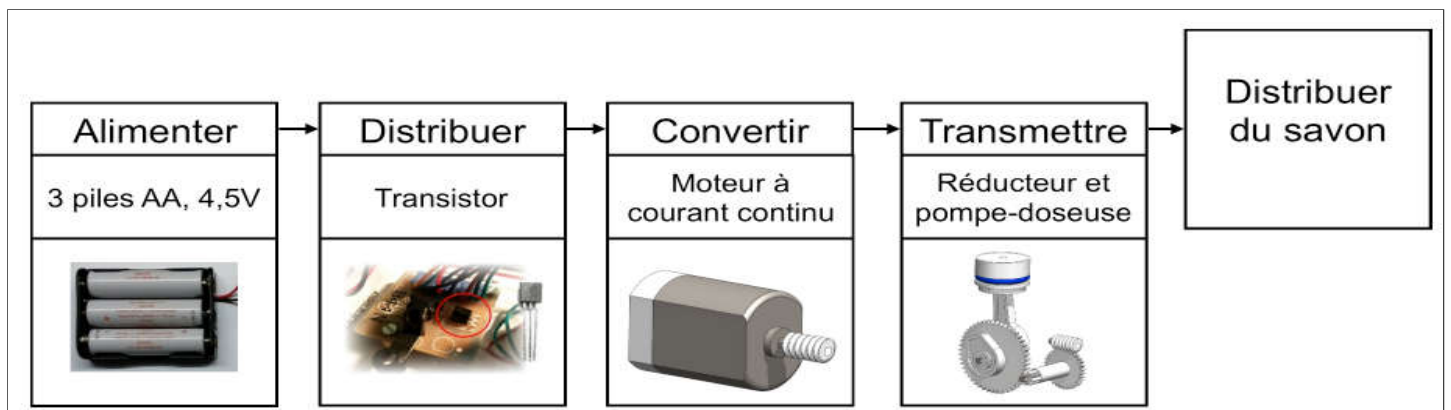 Alimenter
3 piles AA, 4,5V
Distribuer
Transistor
Convertir
Moteur à
courant continu
Transmettre
Réducteur et
pompe-doseuse
Distribuer
du savon